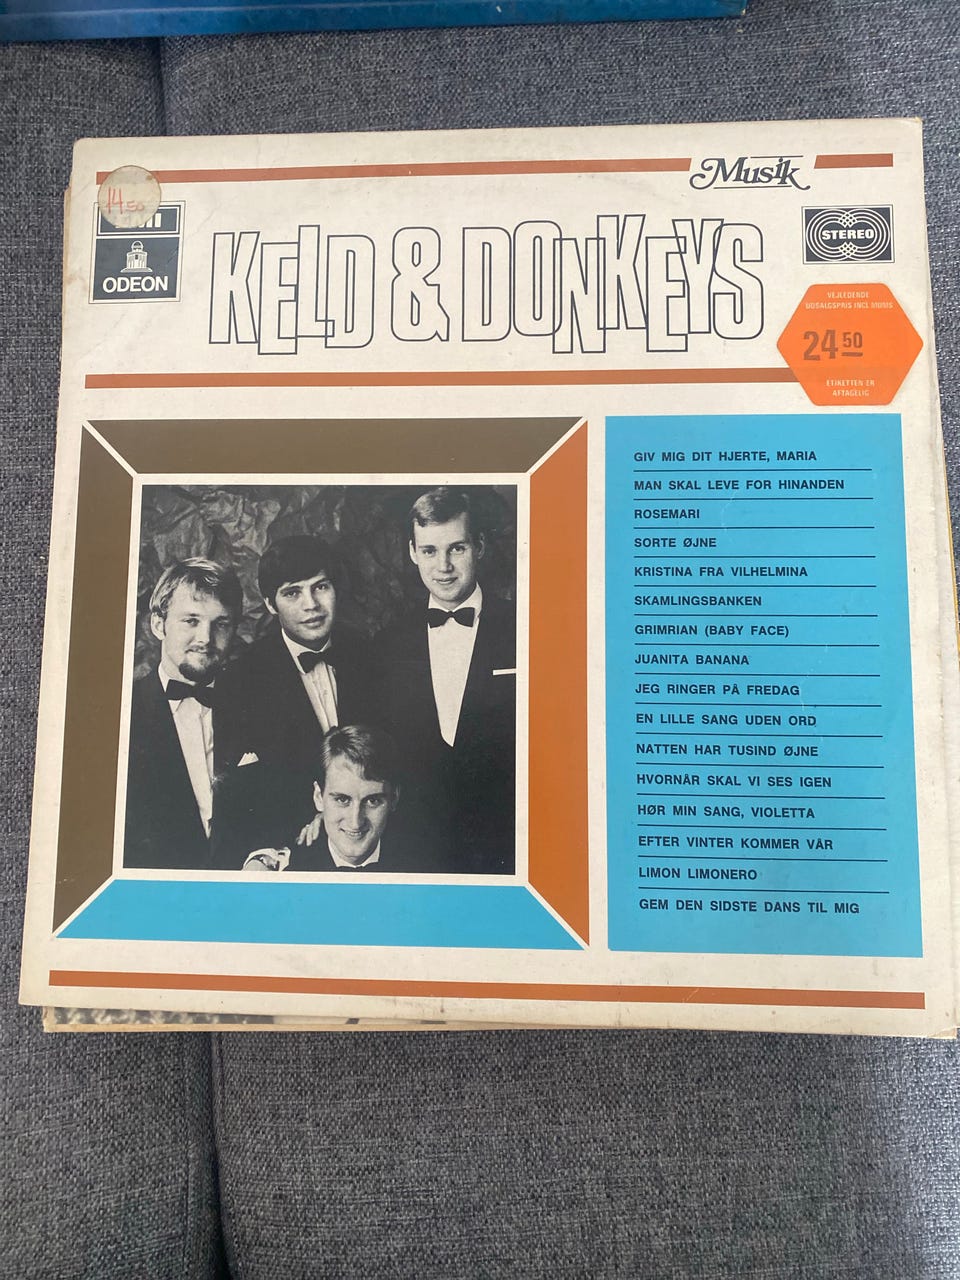 Musik
14.50
ODEON
KELD & DONKEYS
STEREO
VEJLEDENDE
UDSALGSPRIS INCL MOMS
24 50
ETIKETTEN ER
AFTAGELIG
GIV MIG DIT HJERTE, MARIA
MAN SKAL LEVE FOR HINANDEN
ROSEMARI
SORTE ØJNE
KRISTINA FRA VILHELMINA
SKAMLINGSBANKEN
GRIMRIAN (BABY FACE)
JUANITA BANANA
JEG RINGER PÅ FREDAG
EN LILLE SANG UDEN ORD
NATTEN HAR TUSIND ØJNE
HVORNÅR SKAL VI SES IGEN
HØR MIN SANG, VIOLETTA
EFTER VINTER KOMMER VÅR
LIMON LIMONERO
GEM DEN SIDSTE DANS TIL MIG